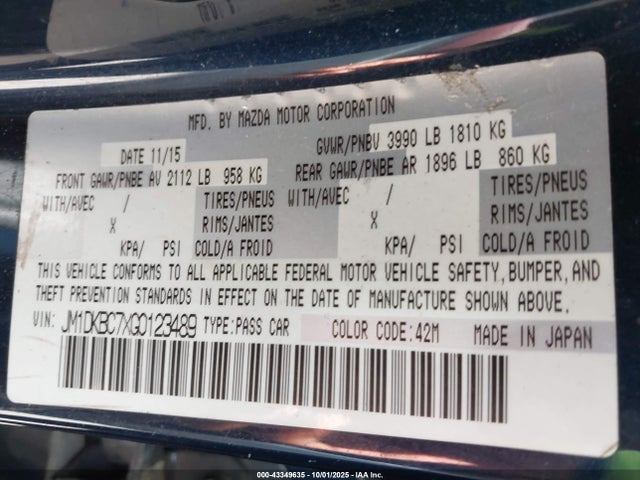 MFD. BY MAZDA MOTOR CORPORATION
DATE 11/15 GVWR/PNBV 3990 LB 1810 KG
FRONT GAWR/PNBE AV 2112 LB 958 KG REAR GAWR/PNBE AR 1896 LB 860 KG
WITH/AVEC / TIRES/PNEUS WITH/AVEC / TIRES/PNEUS
X RIMS/JANTES X RIMS/JANTES
KPA/ PSI COLD/A FROID KPA/ PSI COLD/A FROID
THIS VEHICLE CONFORMS TO ALL APPLICABLE FEDERAL MOTOR VEHICLE SAFETY,BUMPER,AND
THEFT PREVENTION STANDARDS IN EFFECT ON THE DATE OF MANUFACTURE SHOWN ABOVE.
VIN: JM1DKBC7XG0123489 TYPE:PASS CAR COLOR CODE:42M MADE IN JAPAN
000-43349635 - 10/01/2025 - IAA Inc.